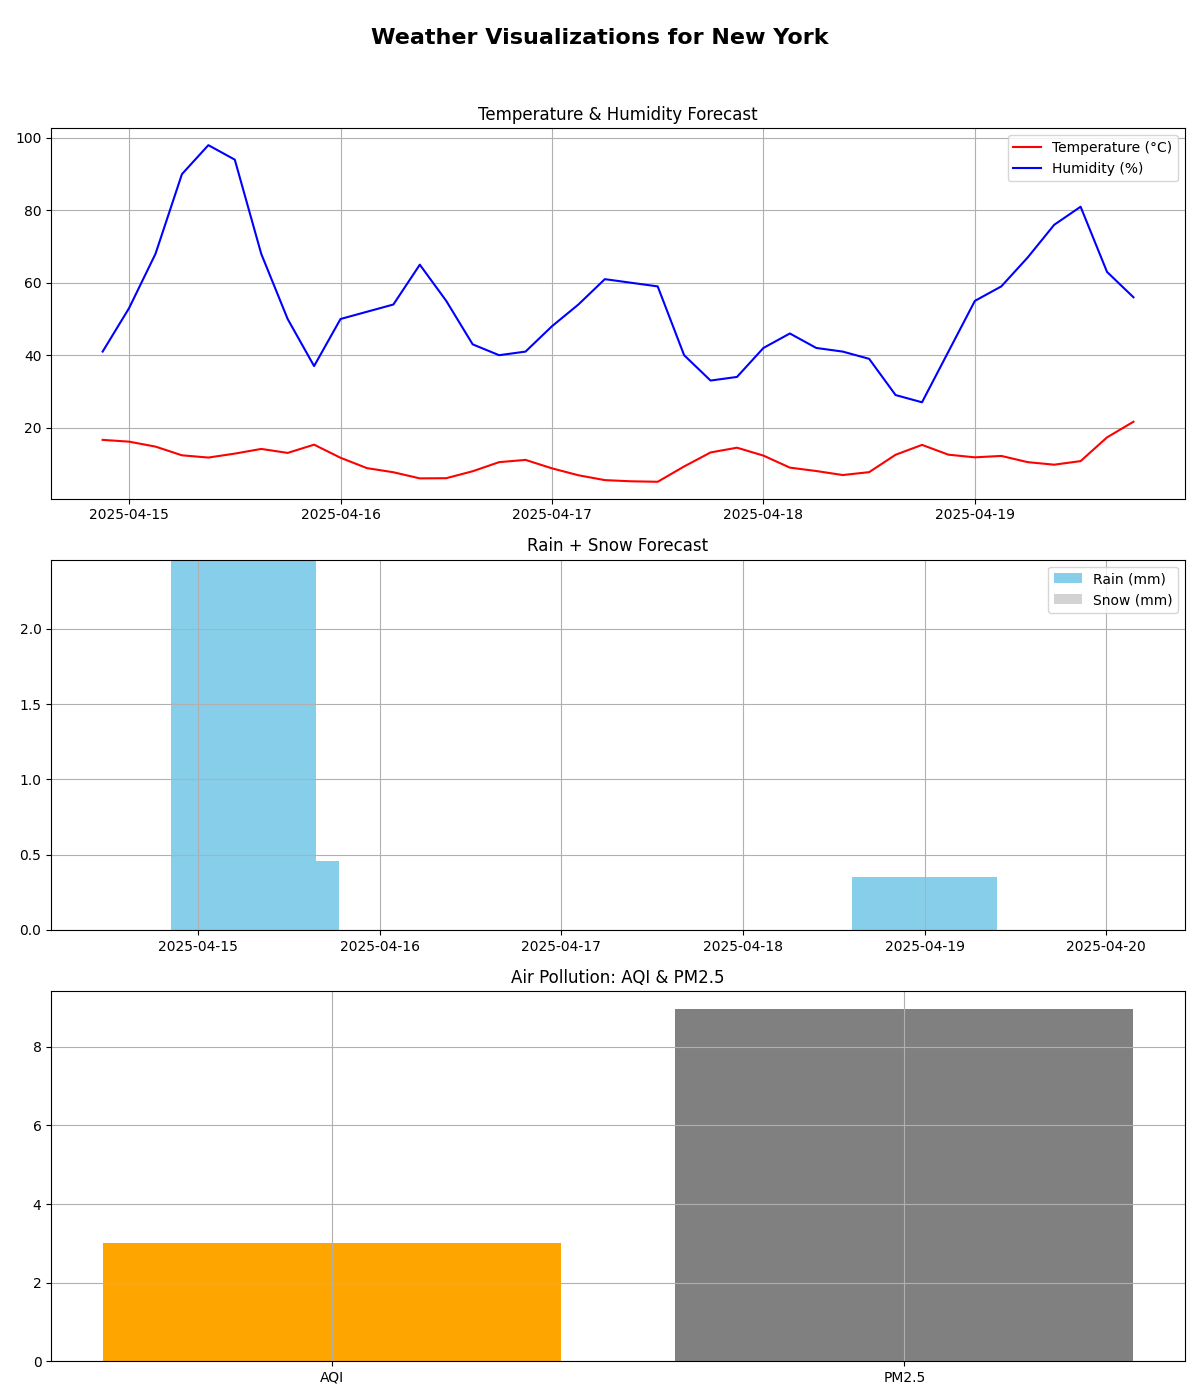 Weather Visualizations for New York
Temperature & Humidity Forecast
100
80
60
40
20
Temperature (°C)
Humidity (%)
2025-04-15 2025-04-16 2025-04-17 2025-04-18 2025-04-19
Rain + Snow Forecast
2.0
1.5
1.0
0.5
0.0
Rain (mm)
Snow (mm)
2025-04-15 2025-04-16 2025-04-17 2025-04-18 2025-04-19 2025-04-20
Air Pollution: AQI & PM2.5
8
6
4
2
0
AQI PM2.5